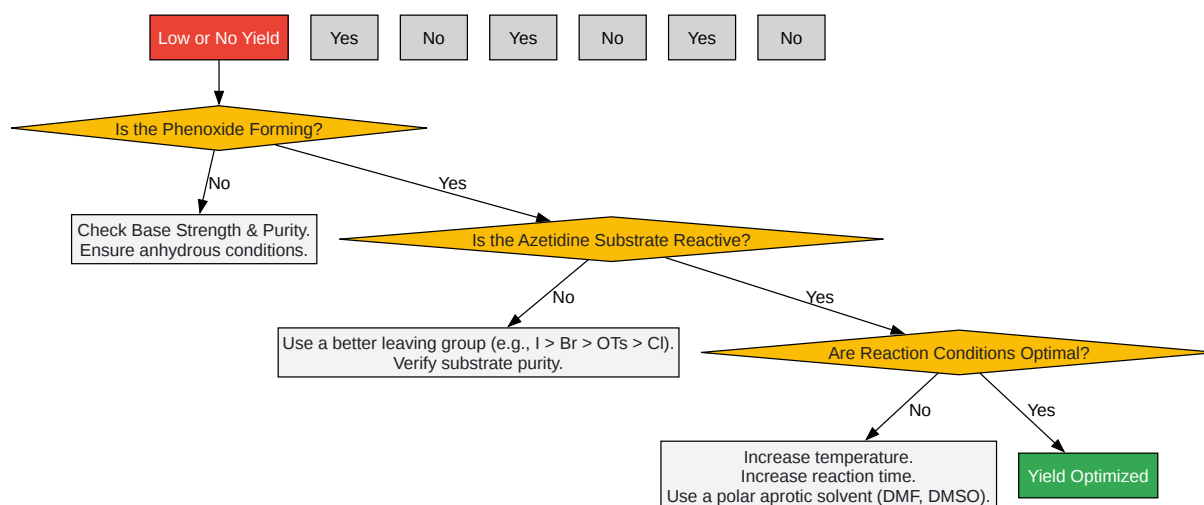 Low or No Yield
Yes
No
Yes
No
Yes
No
Is the Phenoxide Forming?
No
Yes
Check Base Strength & Purity.
Ensure anhydrous conditions.
Is the Azetidine Substrate Reactive?
No
Yes
Use a better leaving group (e.g., I > Br > OTs > Cl).
Verify substrate purity.
Are Reaction Conditions Optimal?
No
Yes
Increase temperature.
Increase reaction time.
Use a polar aprotic solvent (DMF, DMSO).
Yield Optimized